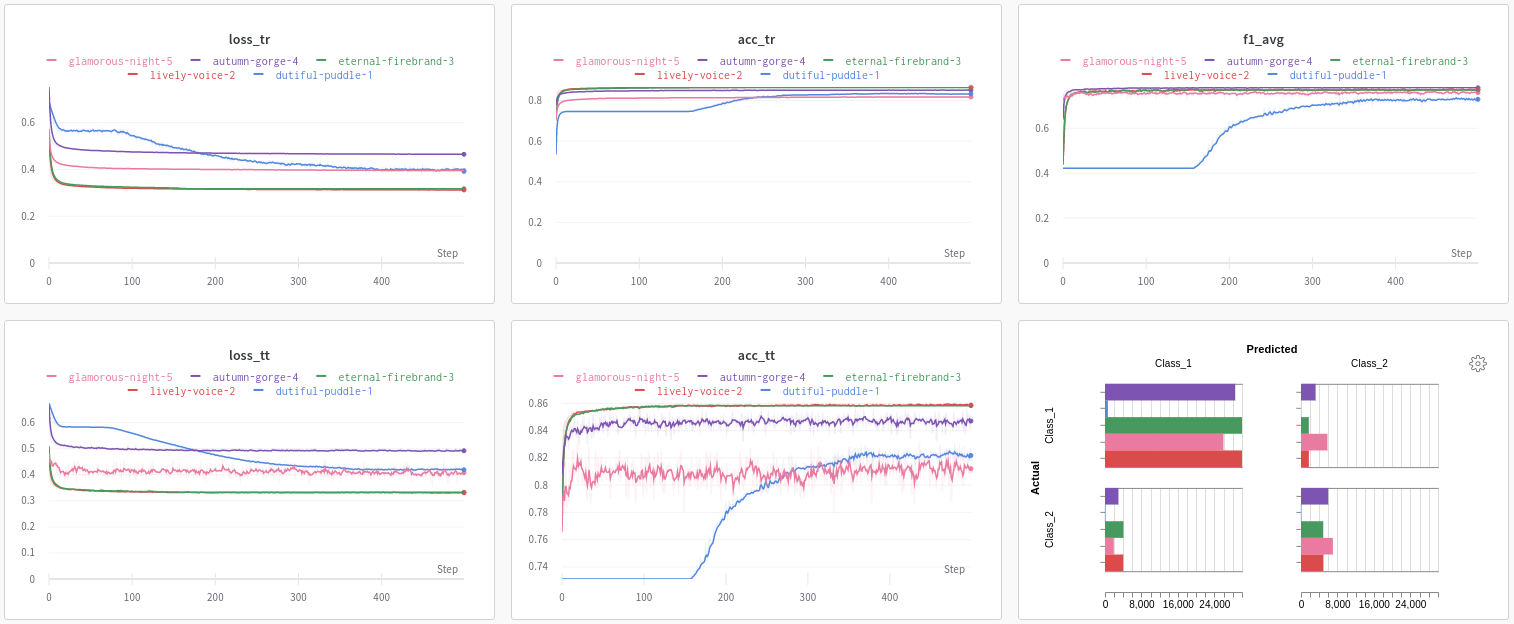 loss_tr
glamorous-night-5 autumn-gorge-4 eternal-firebrand-3
lively-voice-2 dutiful-puddle-1
0.6
0.4
0.2
0
Step
0 100 200 300 400
acc_tr
glamorous-night-5 autumn-gorge-4 eternal-firebrand-3
lively-voice-2 dutiful-puddle-1
0.8
0.6
0.4
0.2
0
Step
0 100 200 300 400
f1_avg
glamorous-night-5 autumn-gorge-4 eternal-firebrand-3
lively-voice-2 dutiful-puddle-1
0.6
0.4
0.2
0
Step
0 100 200 300 400
loss_tt
glamorous-night-5 autumn-gorge-4 eternal-firebrand-3
lively-voice-2 dutiful-puddle-1
0.6
0.5
0.4
0.3
0.2
0.1
0
Step
0 100 200 300 400
acc_tt
glamorous-night-5 autumn-gorge-4 eternal-firebrand-3
lively-voice-2 dutiful-puddle-1
0.86
0.84
0.82
0.8
0.78
0.76
0.74
Step
0 100 200 300 400
Predicted
Class_1 Class_2
Actual
Class_1
Class_2
0 8,000 16,000 24,000 0 8,000 16,000 24,000